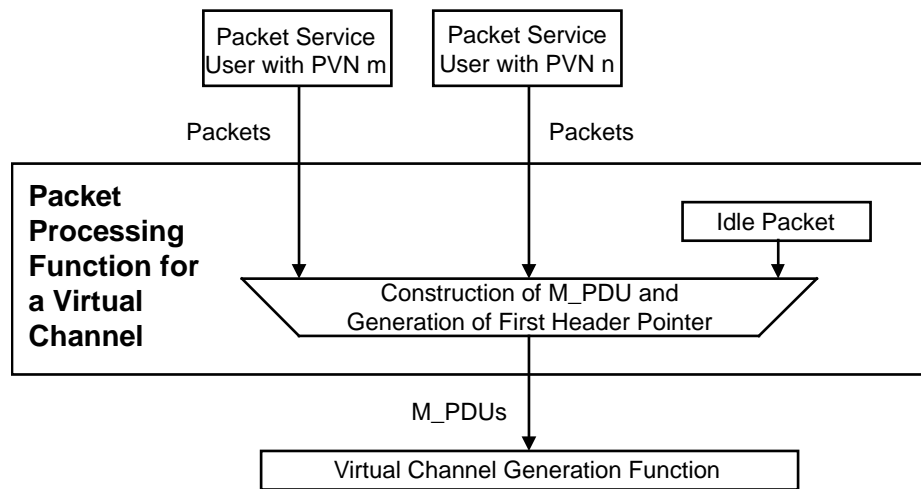 Packet Service
User with PVN m
Packet Service
User with PVN n
Packets
Packets
Packet
Processing
Function for
a Virtual
Channel
Idle Packet
Construction of M_PDU and
Generation of First Header Pointer
M_PDUs
Virtual Channel Generation Function